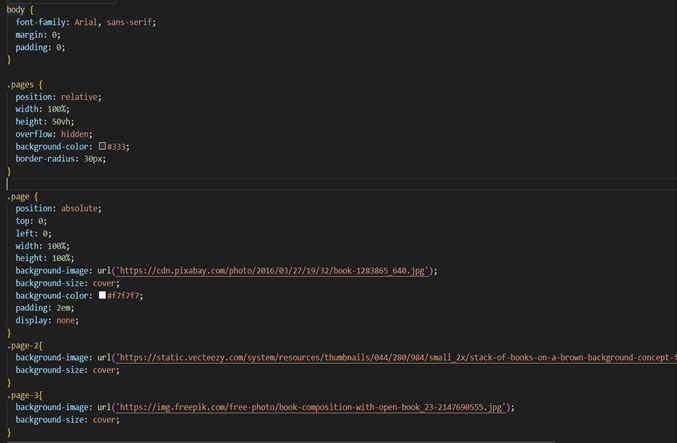 body {
font-family: Arial, sans-serif;
margin: 0;
padding: 0;
}
.pages {
position: relative;
width: 100%;
height: 50vh;
overflow: hidden;
background-color: #333;
border-radius: 30px;
}
.page {
position: absolute;
top: 0;
left: 0;
width: 100%;
height: 100%;
background-image: url('https://cdn.pixabay.com/photo/2016/03/27/19/32/book-1283865_640.jpg');
background-size: cover;
background-color: #f7f7f7;
padding: 2em;
display: none;
}
.page-2{
background-image: url('https://static.vecteezy.com/system/resources/thumbnails/044/280/984/small_2x/stack-of-books-on-a-brown-background-concept-f
background-size: cover;
}
.page-3{
background-image: url('https://img.freepik.com/free-photo/book-composition-with-open-book_23-2147690555.jpg');
background-size: cover;
}